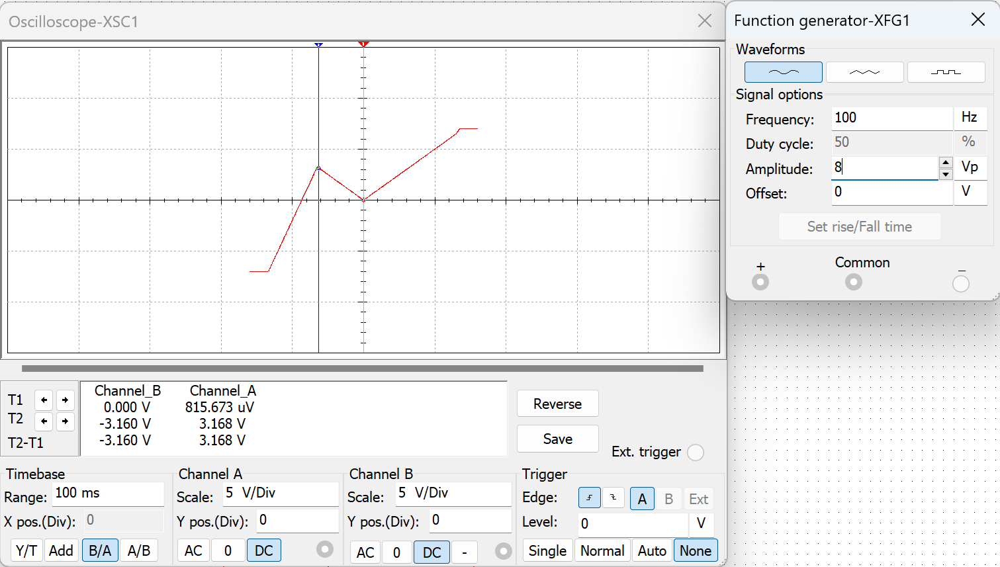 Oscilloscope-XSC1
2
1
T1
T2
T2-T1
Channel_B Channel_A
0.000 V 815.673 uV
-3.160 V 3.168 V
-3.160 V 3.168 V
Reverse
Save
Ext. trigger
Timebase
Range: 100 ms
X pos.(Div): 0
Y/T Add B/A A/B
Channel A
Scale: 5 V/Div
Y pos.(Div): 0
AC 0 DC
Channel B
Scale: 5 V/Div
Y pos.(Div): 0
AC 0 DC -
Trigger
Edge: A B Ext
Level: 0 V
Single Normal Auto None
Function generator-XFG1
Waveforms
Signal options
Frequency: 100 Hz
Duty cycle: 50 %
Amplitude: 8 Vp
Offset: 0 V
Set rise/Fall time
+ Common −